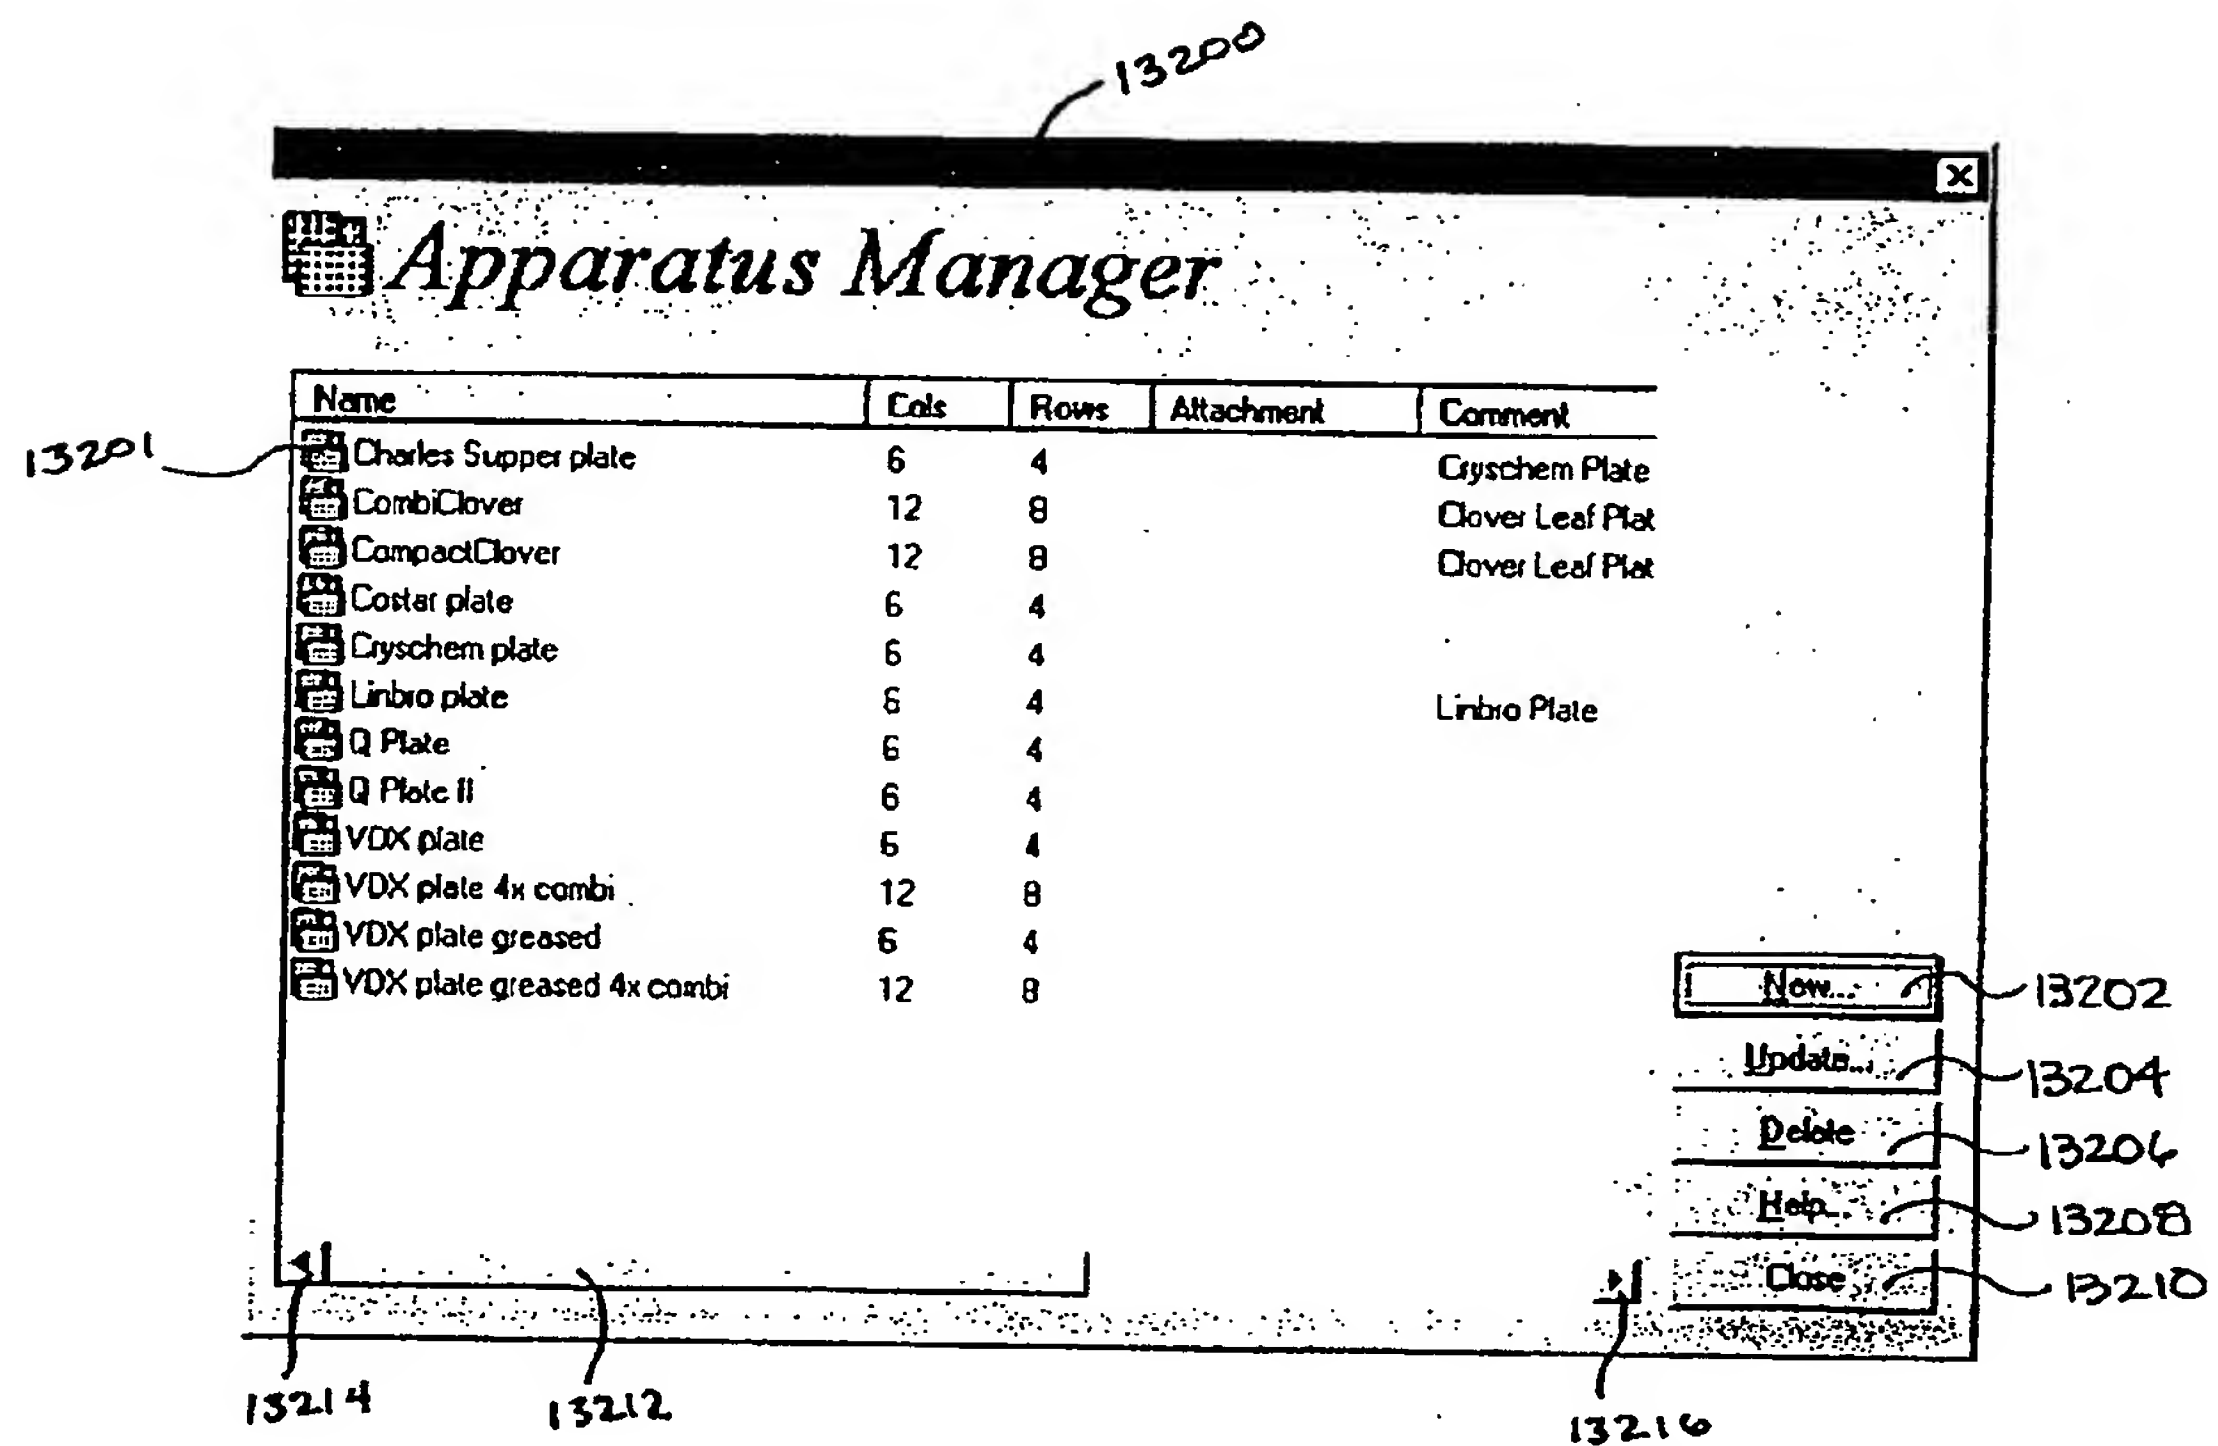 13200
X
Apparatus Manager
Name Cols Rows Attachment Comment
13201
Charles Supper plate 6 4 Cryschem Plate
CombiClover 12 8 Clover Leaf Plat
CompactClover 12 8 Clover Leaf Plat
Costar plate 6 4
Cryschem plate 6 4
Linbro plate 6 4 Linbro Plate
Q Plate 6 4
Q Plate II 6 4
VDX plate 6 4
VDX plate 4x combi 12 8
VDX plate greased 6 4
VDX plate greased 4x combi 12 8
New... 13202
Update... 13204
Delete 13206
Help... 13208
Close 13210
13214 13212 13216